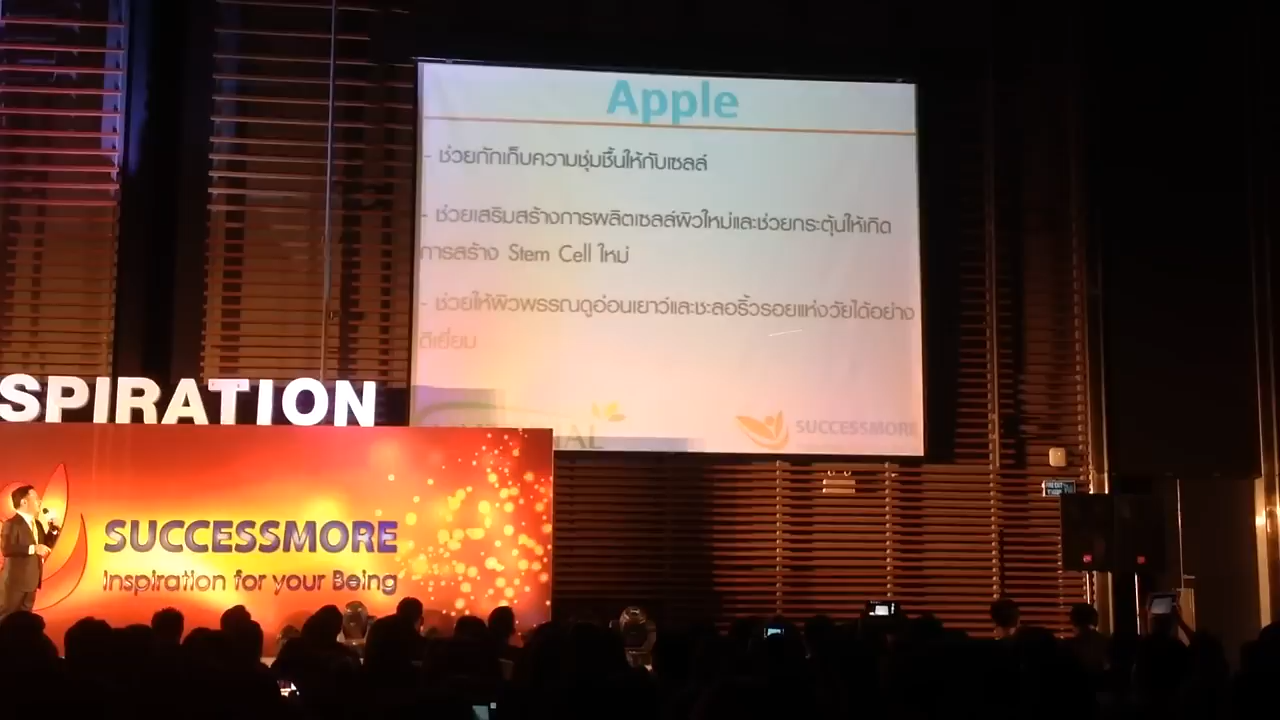 Apple
- ช่วยกักเก็บความชุ่มชื้นให้กับเซลล์
- ช่วยเสริมสร้างการผลิตเซลล์ผิวใหม่และช่วยกระตุ้นให้เกิด
การสร้าง Stem Cell ใหม่
- ช่วยให้ผิวพรรณดูอ่อนเยาว์และชะลอริ้วรอยแห่งวัยได้อย่าง
ดีเยี่ยม
SUCCESSMORE
SPIRATION
SUCCESSMORE
Inspiration for your Being